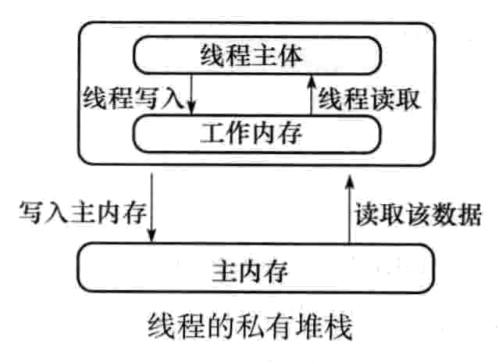 线程主体
线程写入
线程读取
工作内存
写入主内存
读取该数据
主内存
线程的私有堆栈